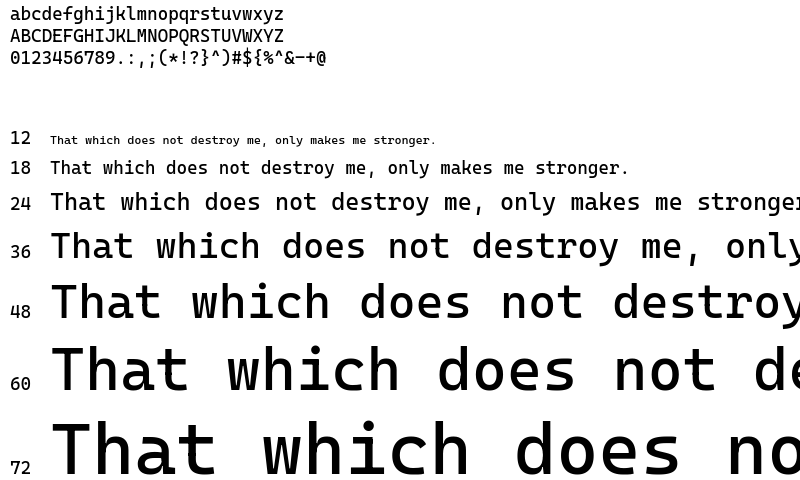 abcdefghijklmnopqrstuvwxyz
ABCDEFGHIJKLMNOPQRSTUVWXYZ
0123456789.:,;(*!?}^)#${%^&-+@
12 That which does not destroy me, only makes me stronger.
18 That which does not destroy me, only makes me stronger.
24 That which does not destroy me, only makes me stronger
36 That which does not destroy me, only
48 That which does not destroy
60 That which does not de
72 That which does no